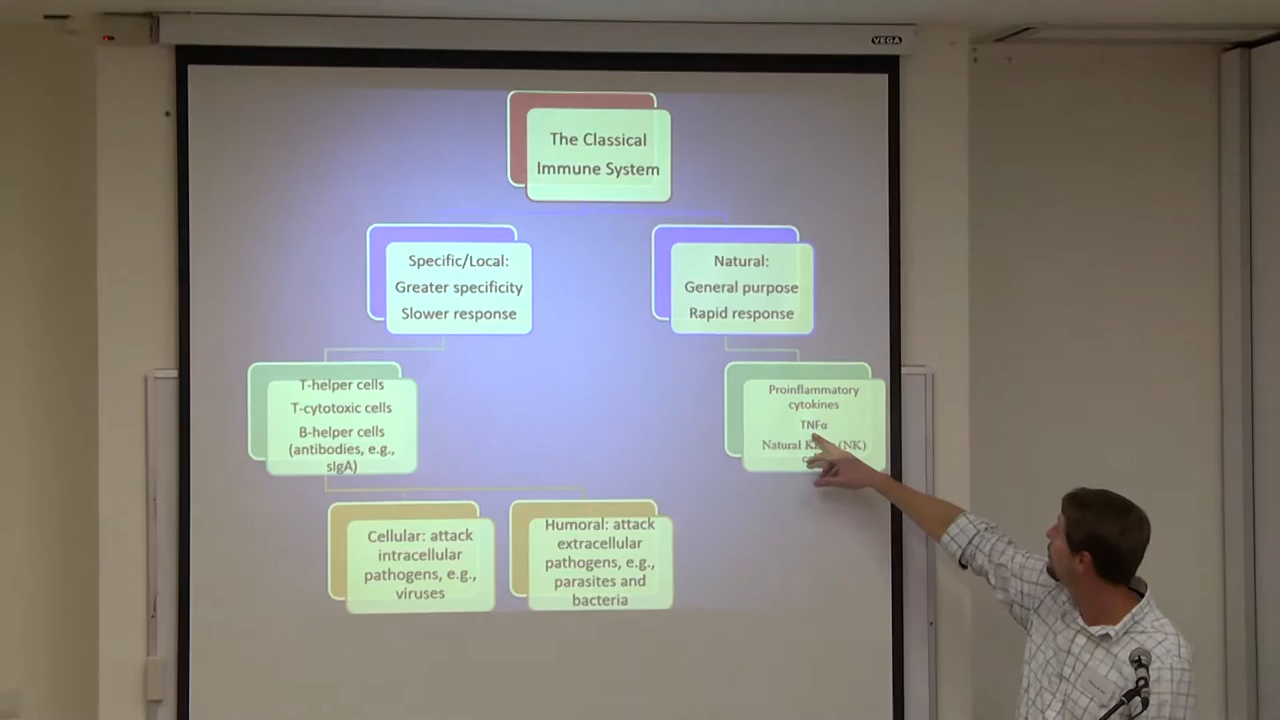 VEGA
The Classical
Immune System
Specific/Local:
Greater specificity
Slower response
Natural:
General purpose
Rapid response
T-helper cells
T-cytotoxic cells
B-helper cells
(antibodies, e.g.,
sIgA)
Proinflammatory
cytokines
TNFα
Natural (NK)
Cellular: attack
intracellular
pathogens, e.g.,
viruses
Humoral: attack
extracellular
pathogens, e.g.,
parasites and
bacteria